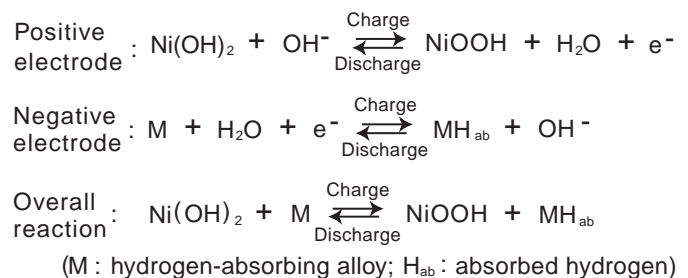 Positive electrode : Ni(OH)₂ + OH⁻ Charge ⇄ Discharge NiOOH + H₂O + e⁻
Negative electrode : M + H₂O + e⁻ Charge ⇄ Discharge MHab + OH⁻
Overall reaction : Ni(OH)₂ + M Charge ⇄ Discharge NiOOH + MHab
(M : hydrogen-absorbing alloy; Hab : absorbed hydrogen)